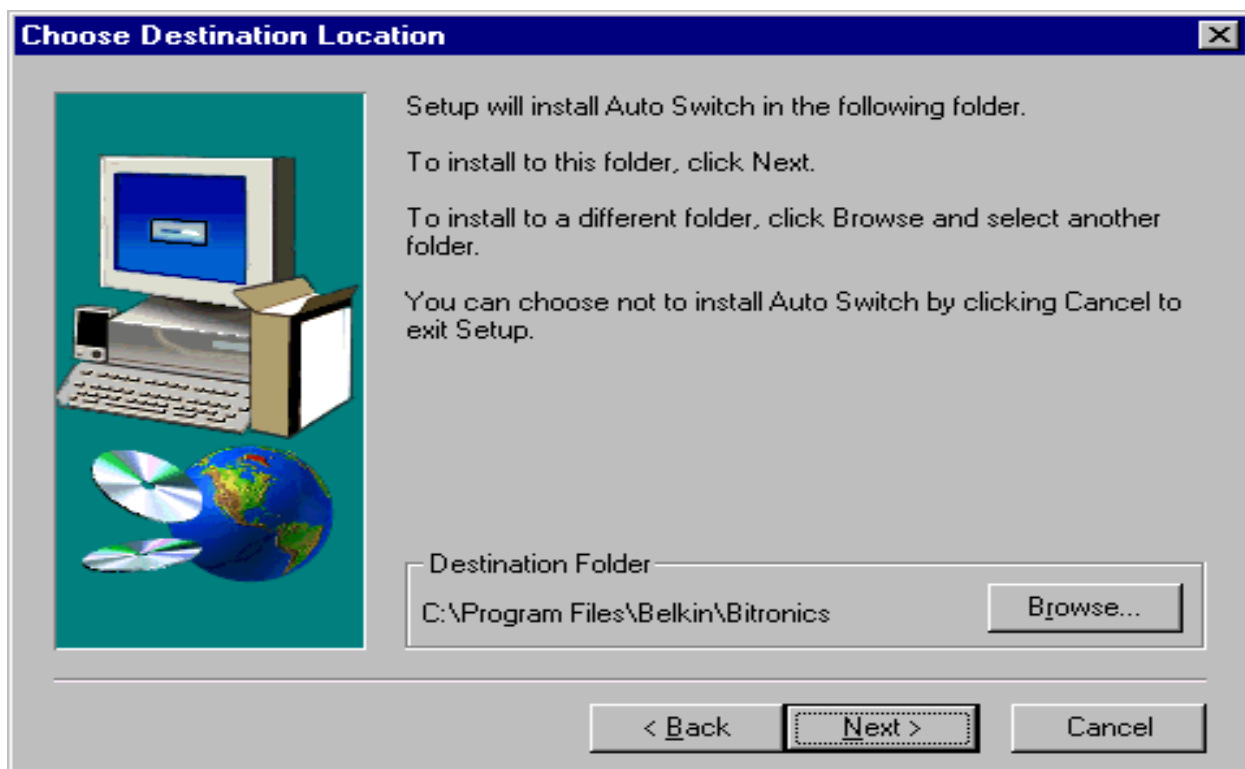 Choose Destination Location
Setup will install Auto Switch in the following folder.
To install to this folder, click Next.
To install to a different folder, click Browse and select another
folder.
You can choose not to install Auto Switch by clicking Cancel to
exit Setup.
Destination Folder
C:\Program Files\Belkin\Bitronics
Browse...
< Back
Next >
Cancel